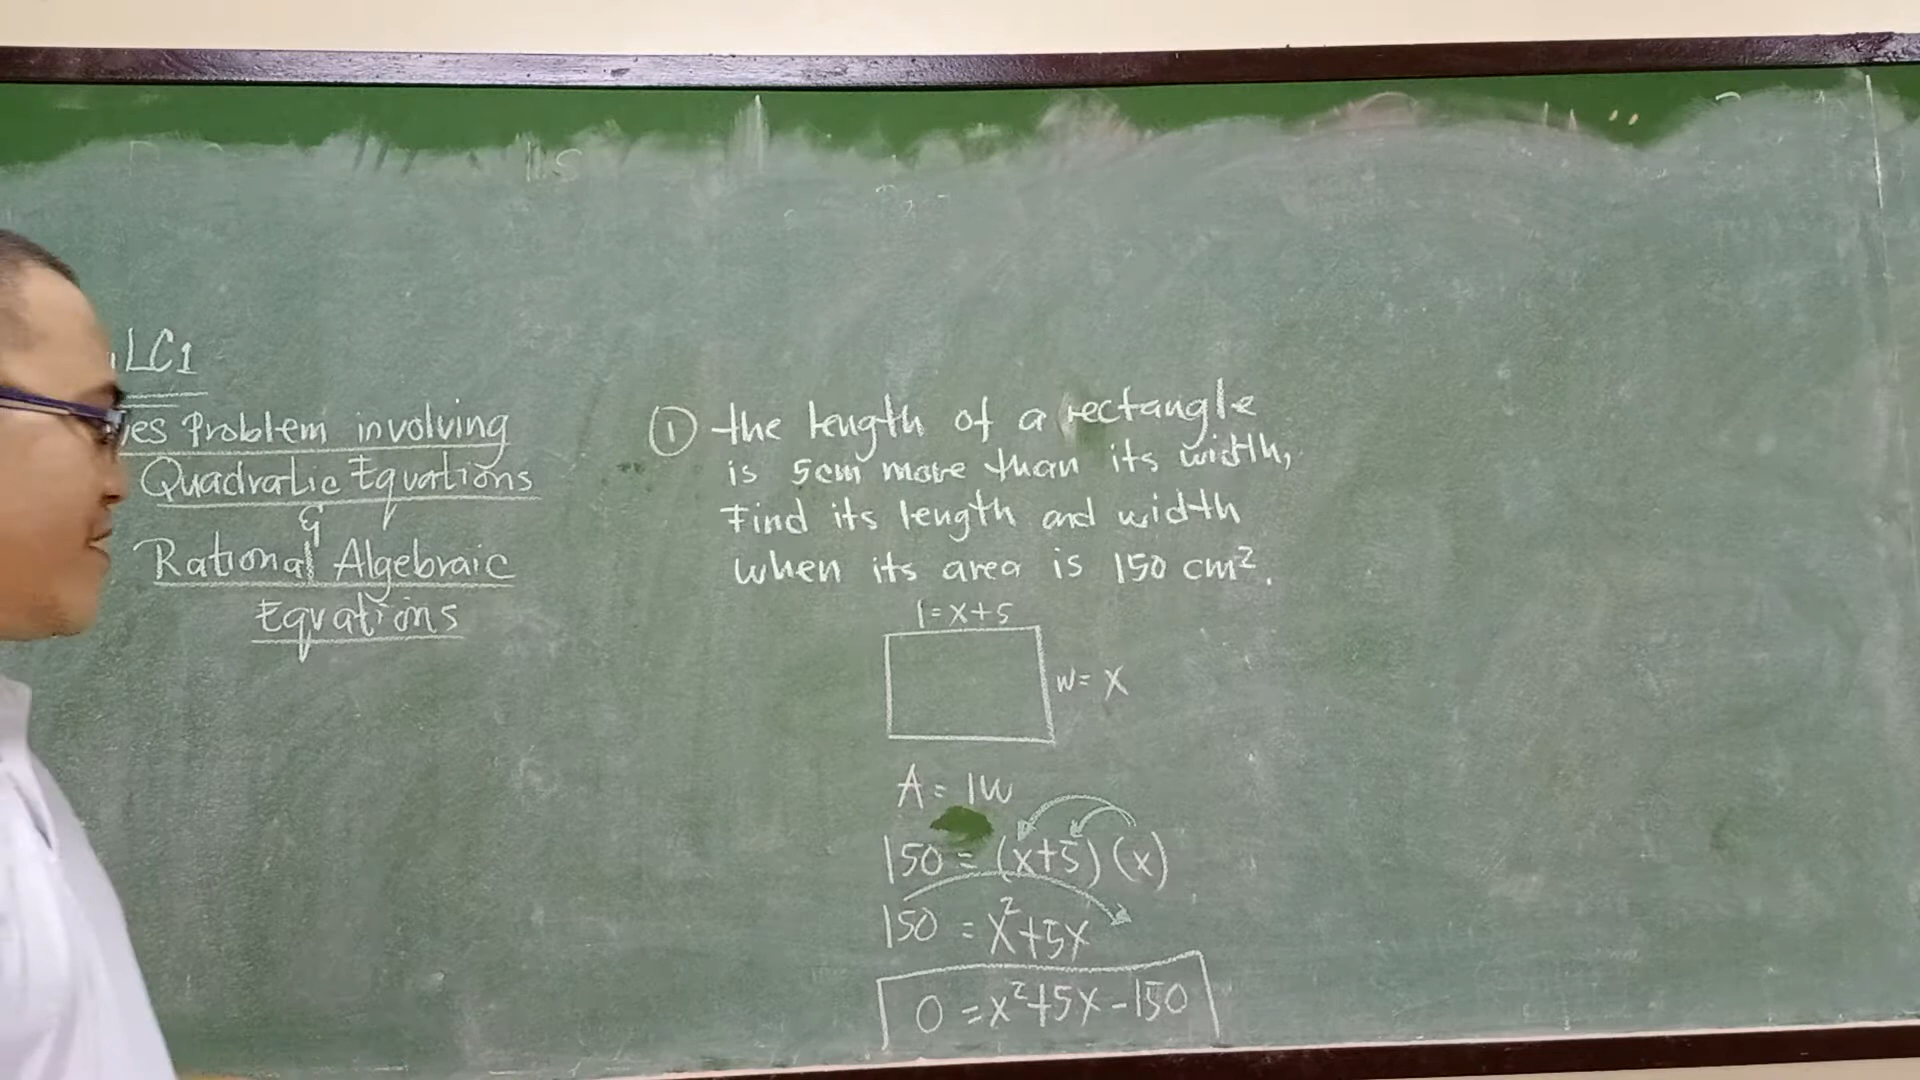 LC1
Problem involving
Quadratic Equations
&
Rational Algebraic
Equations
① the length of a rectangle
is 5cm more than its width,
Find its length and width
when its area is 150 cm².
l = x+5
w = x
A = lw
150 = (x+5)(x)
150 = x²+5x
0 = x²+5x-150